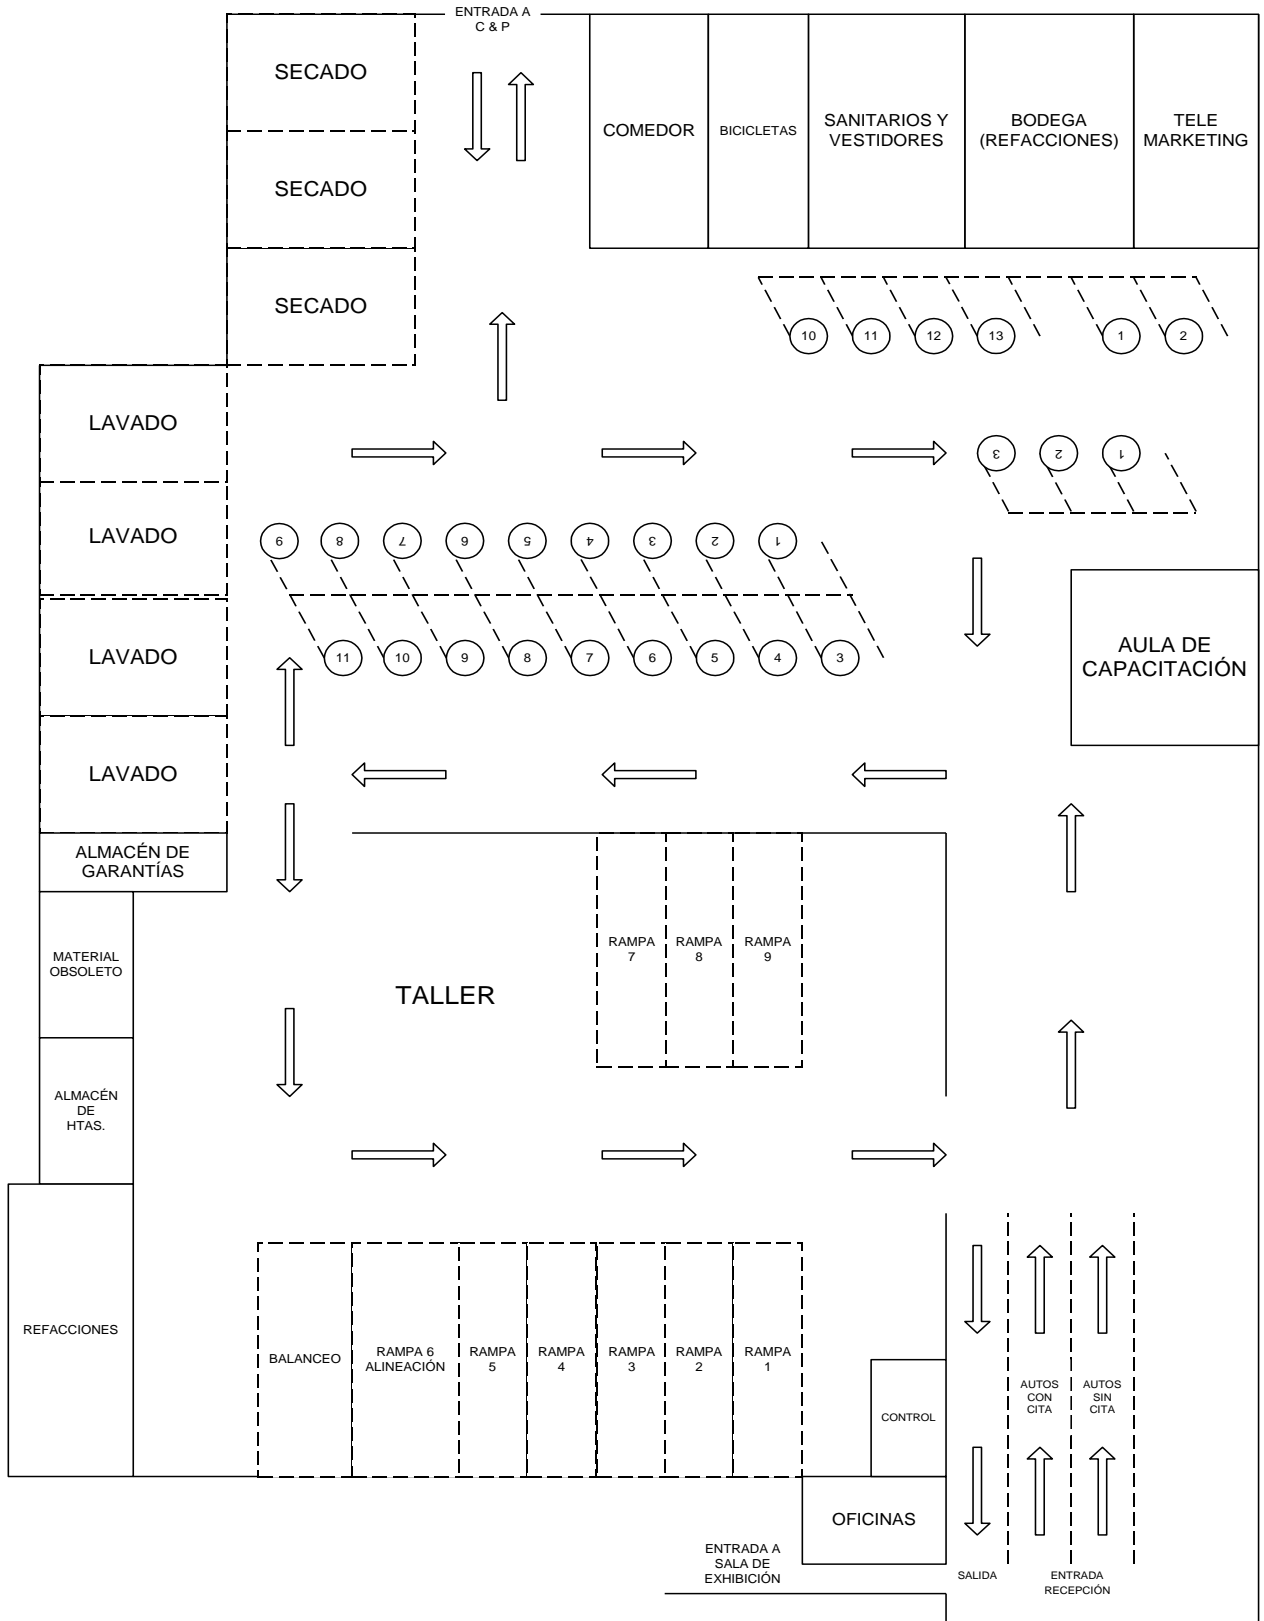 ENTRADA A
C & P
SECADO
SECADO
SECADO
COMEDOR
BICICLETAS
SANITARIOS Y
VESTIDORES
BODEGA
(REFACCIONES)
TELE
MARKETING
10 11 12 13 1 2
LAVADO
LAVADO
LAVADO
LAVADO
3 2 1
9 8 7 6 5 4 3 2 1
11 10 9 8 7 6 5 4 3
AULA DE
CAPACITACIÓN
ALMACÉN DE
GARANTÍAS
MATERIAL
OBSOLETO
ALMACÉN
DE
HTAS.
REFACCIONES
TALLER
RAMPA
7
RAMPA
8
RAMPA
9
BALANCEO
RAMPA 6
ALINEACIÓN
RAMPA
5
RAMPA
4
RAMPA
3
RAMPA
2
RAMPA
1
CONTROL
AUTOS
CON
CITA
AUTOS
SIN
CITA
OFICINAS
ENTRADA A
SALA DE
EXHIBICIÓN
SALIDA
ENTRADA
RECEPCIÓN